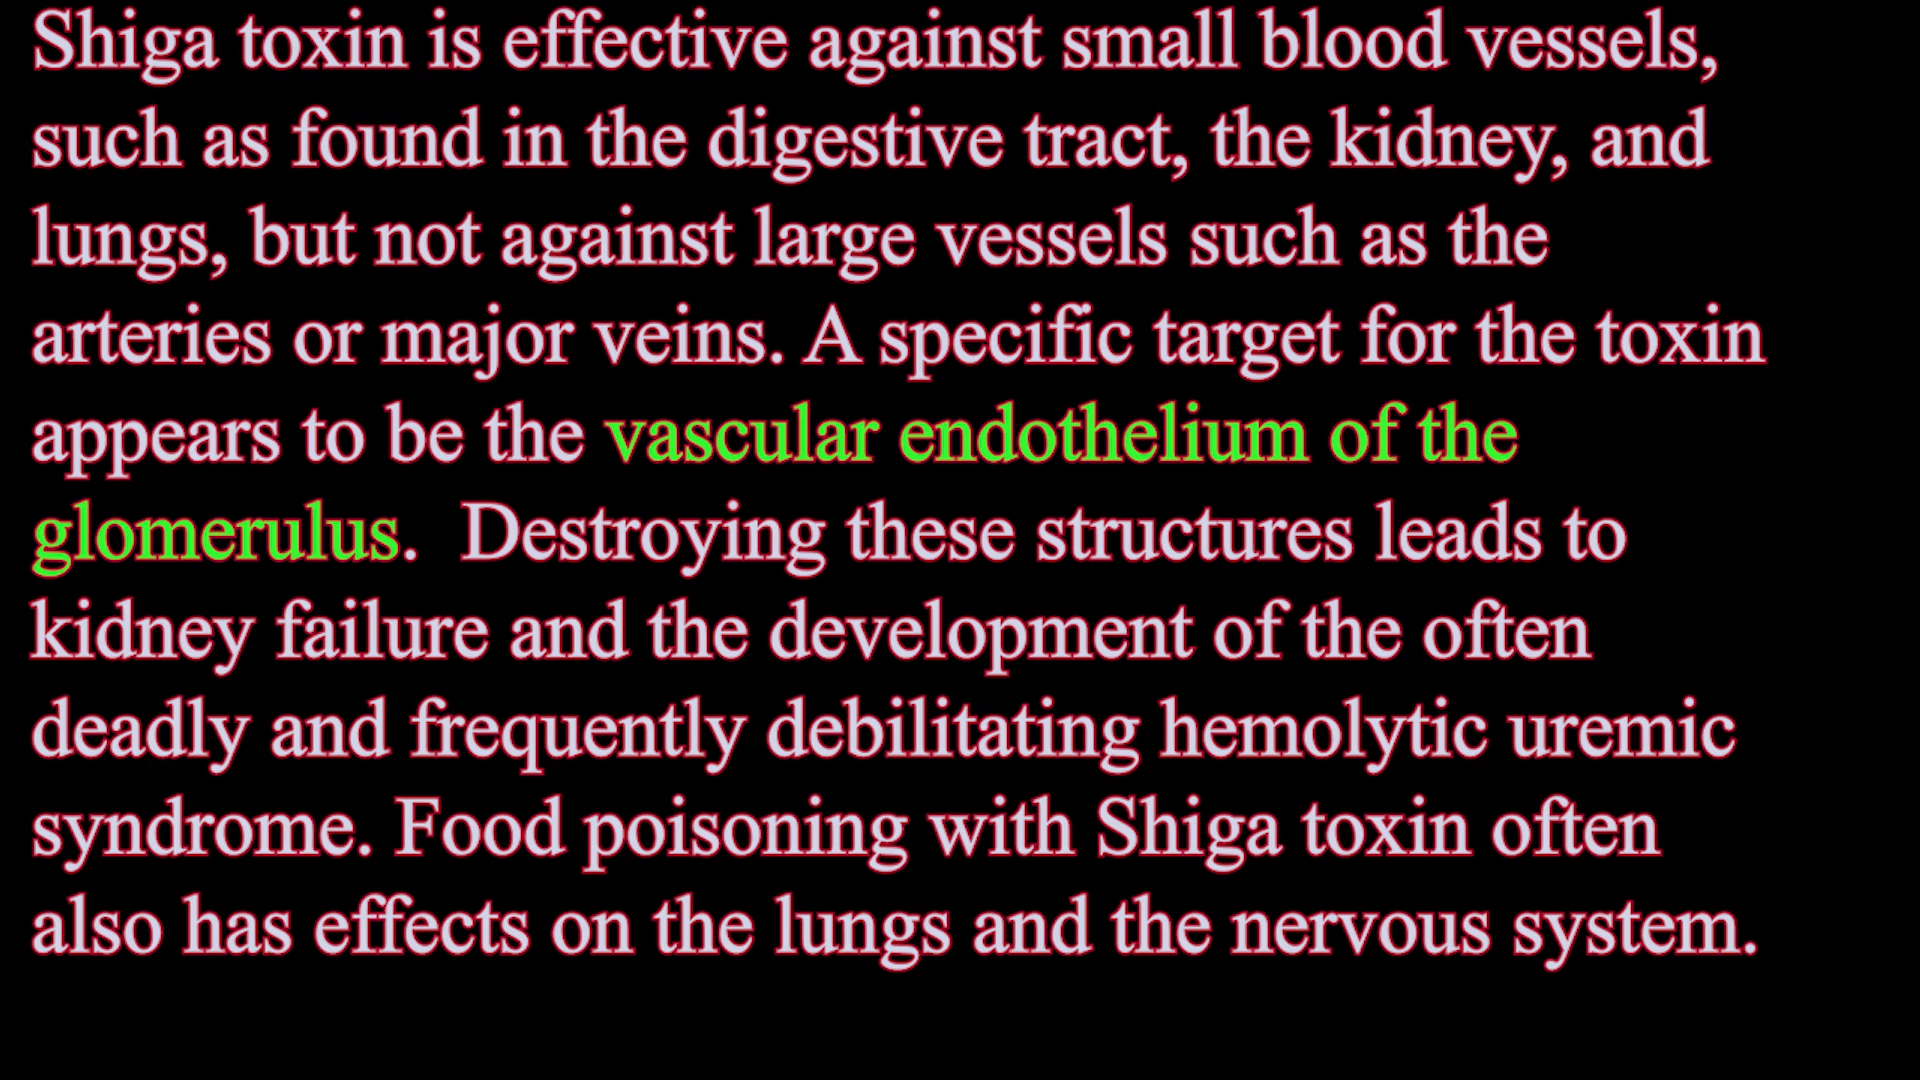 Shiga toxin is effective against small blood vessels,
such as found in the digestive tract, the kidney, and
lungs, but not against large vessels such as the
arteries or major veins. A specific target for the toxin
appears to be the vascular endothelium of the
glomerulus.  Destroying these structures leads to
kidney failure and the development of the often
deadly and frequently debilitating hemolytic uremic
syndrome. Food poisoning with Shiga toxin often
also has effects on the lungs and the nervous system.